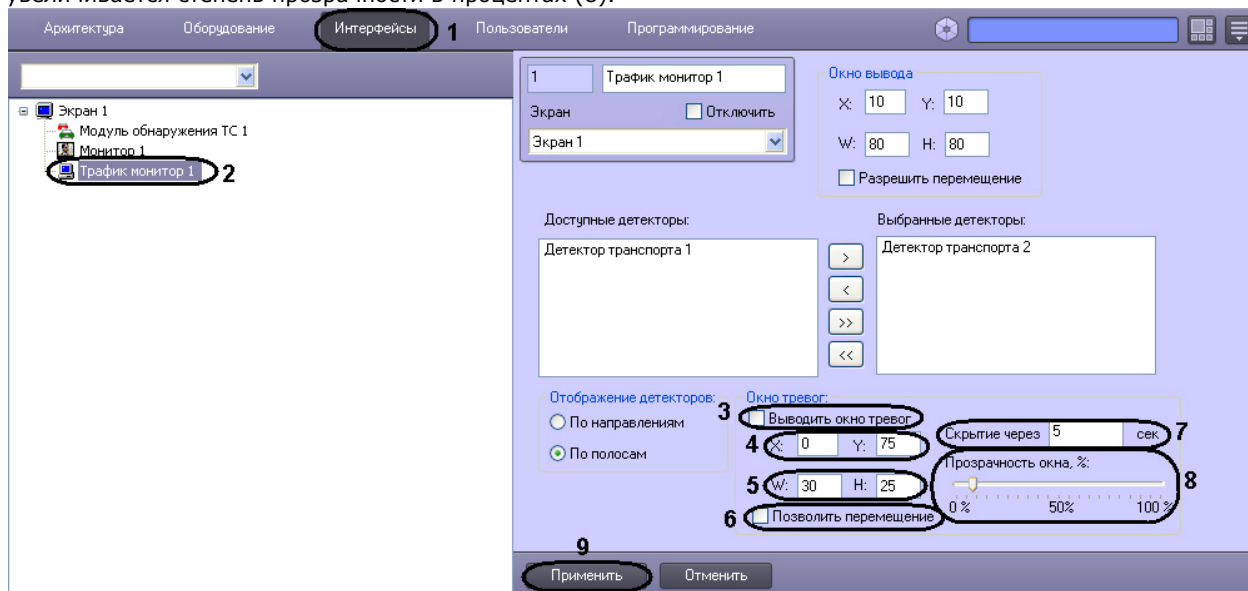 увеличивается степень прозрачности в процентах (8).
Архитектура Оборудование Интерфейсы 1 Пользователи Программирование
1 Трафик монитор 1
Экран Отключить
Экран 1
Окно вывода
X: 10 Y: 10
W: 80 H: 80
Разрешить перемещение
Экран 1
Модуль обнаружения ТС 1
Монитор 1
Трафик монитор 1 2
Доступные детекторы: Выбранные детекторы:
Детектор транспорта 1 Детектор транспорта 2
>
<
>>
<<
Отображение детекторов:
По направлениям
По полосам
Окно тревог:
3 Выводить окно тревог
4 X: 0 Y: 75
5 W: 30 H: 25
6 Позволить перемещение
Скрытие через 5 сек 7
Прозрачность окна, %:
8
0 % 50% 100 %
9
Применить Отменить